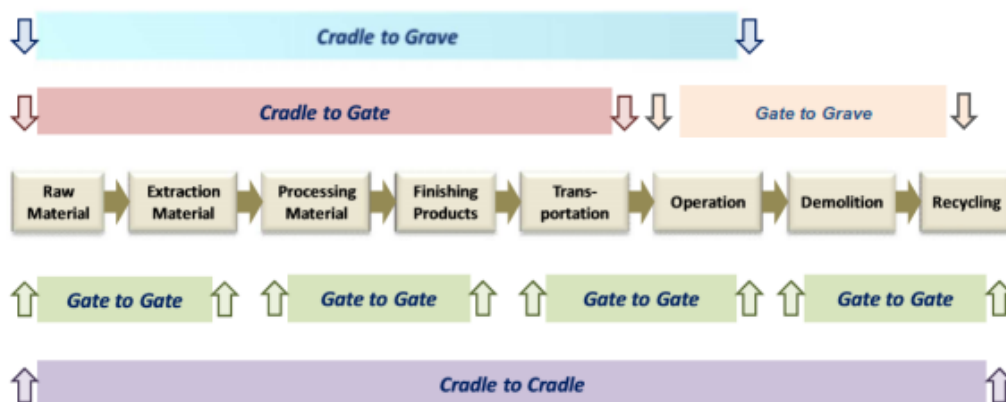 Cradle to Grave
Cradle to Gate
Gate to Grave
Raw
Material
Extraction
Material
Processing
Material
Finishing
Products
Trans-
portation
Operation
Demolition
Recycling
Gate to Gate
Gate to Gate
Gate to Gate
Gate to Gate
Cradle to Cradle